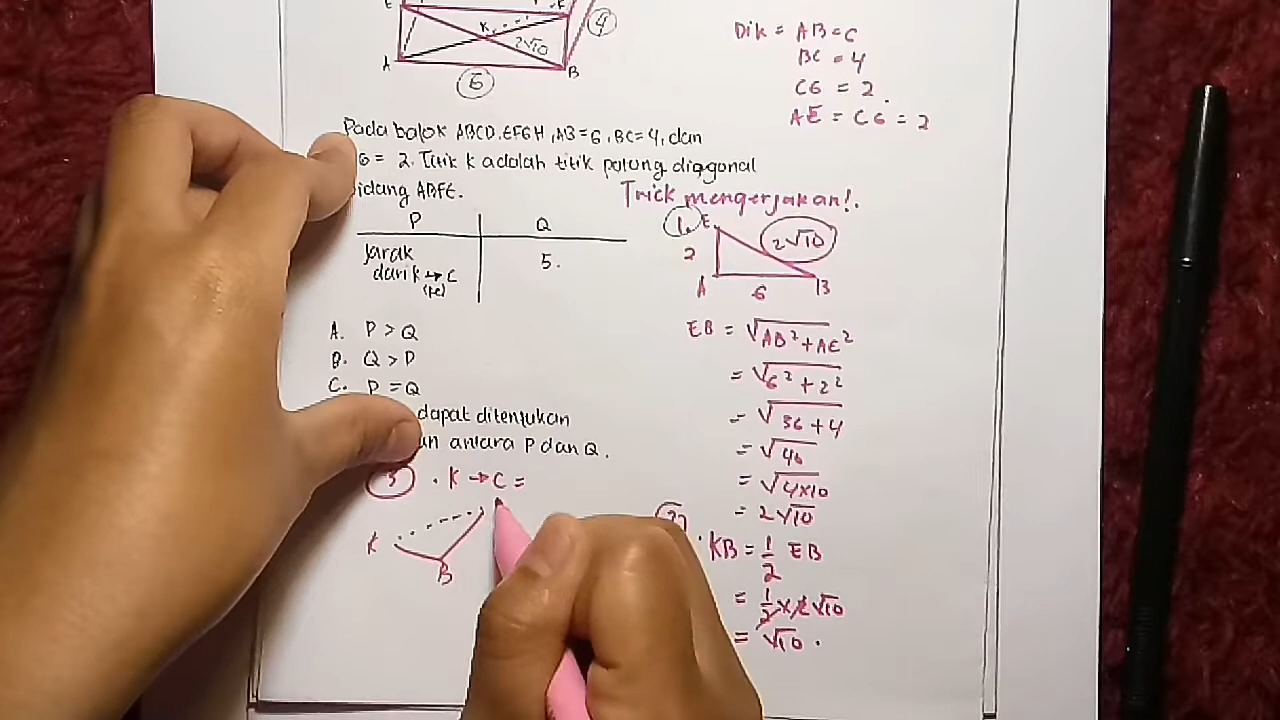 E
K
F
2√10
4
A
6
B
Dik = AB = 6
BC = 4
CG = 2.
AE = CG = 2
Pada balok ABCD.EFGH, AB = 6, BC = 4, dan
G = 2. Titik K adalah titik potong diagonal
bidang ABFE.
P Q
Jarak 5.
dari K → C
(KC)
A. P > Q
B. Q > P
C. P = Q
dapat ditentukan
an antara P dan Q.
Trick mengerjakan!.
1. E
2
2√10
A 6 B
EB = √AB² + AE²
= √6² + 2²
= √36 + 4
= √40
= √4x10
= 2√10
2
. KB = 1/2 EB
= 1/2 x 2√10
= √10 .
3 . K → C =
K
B